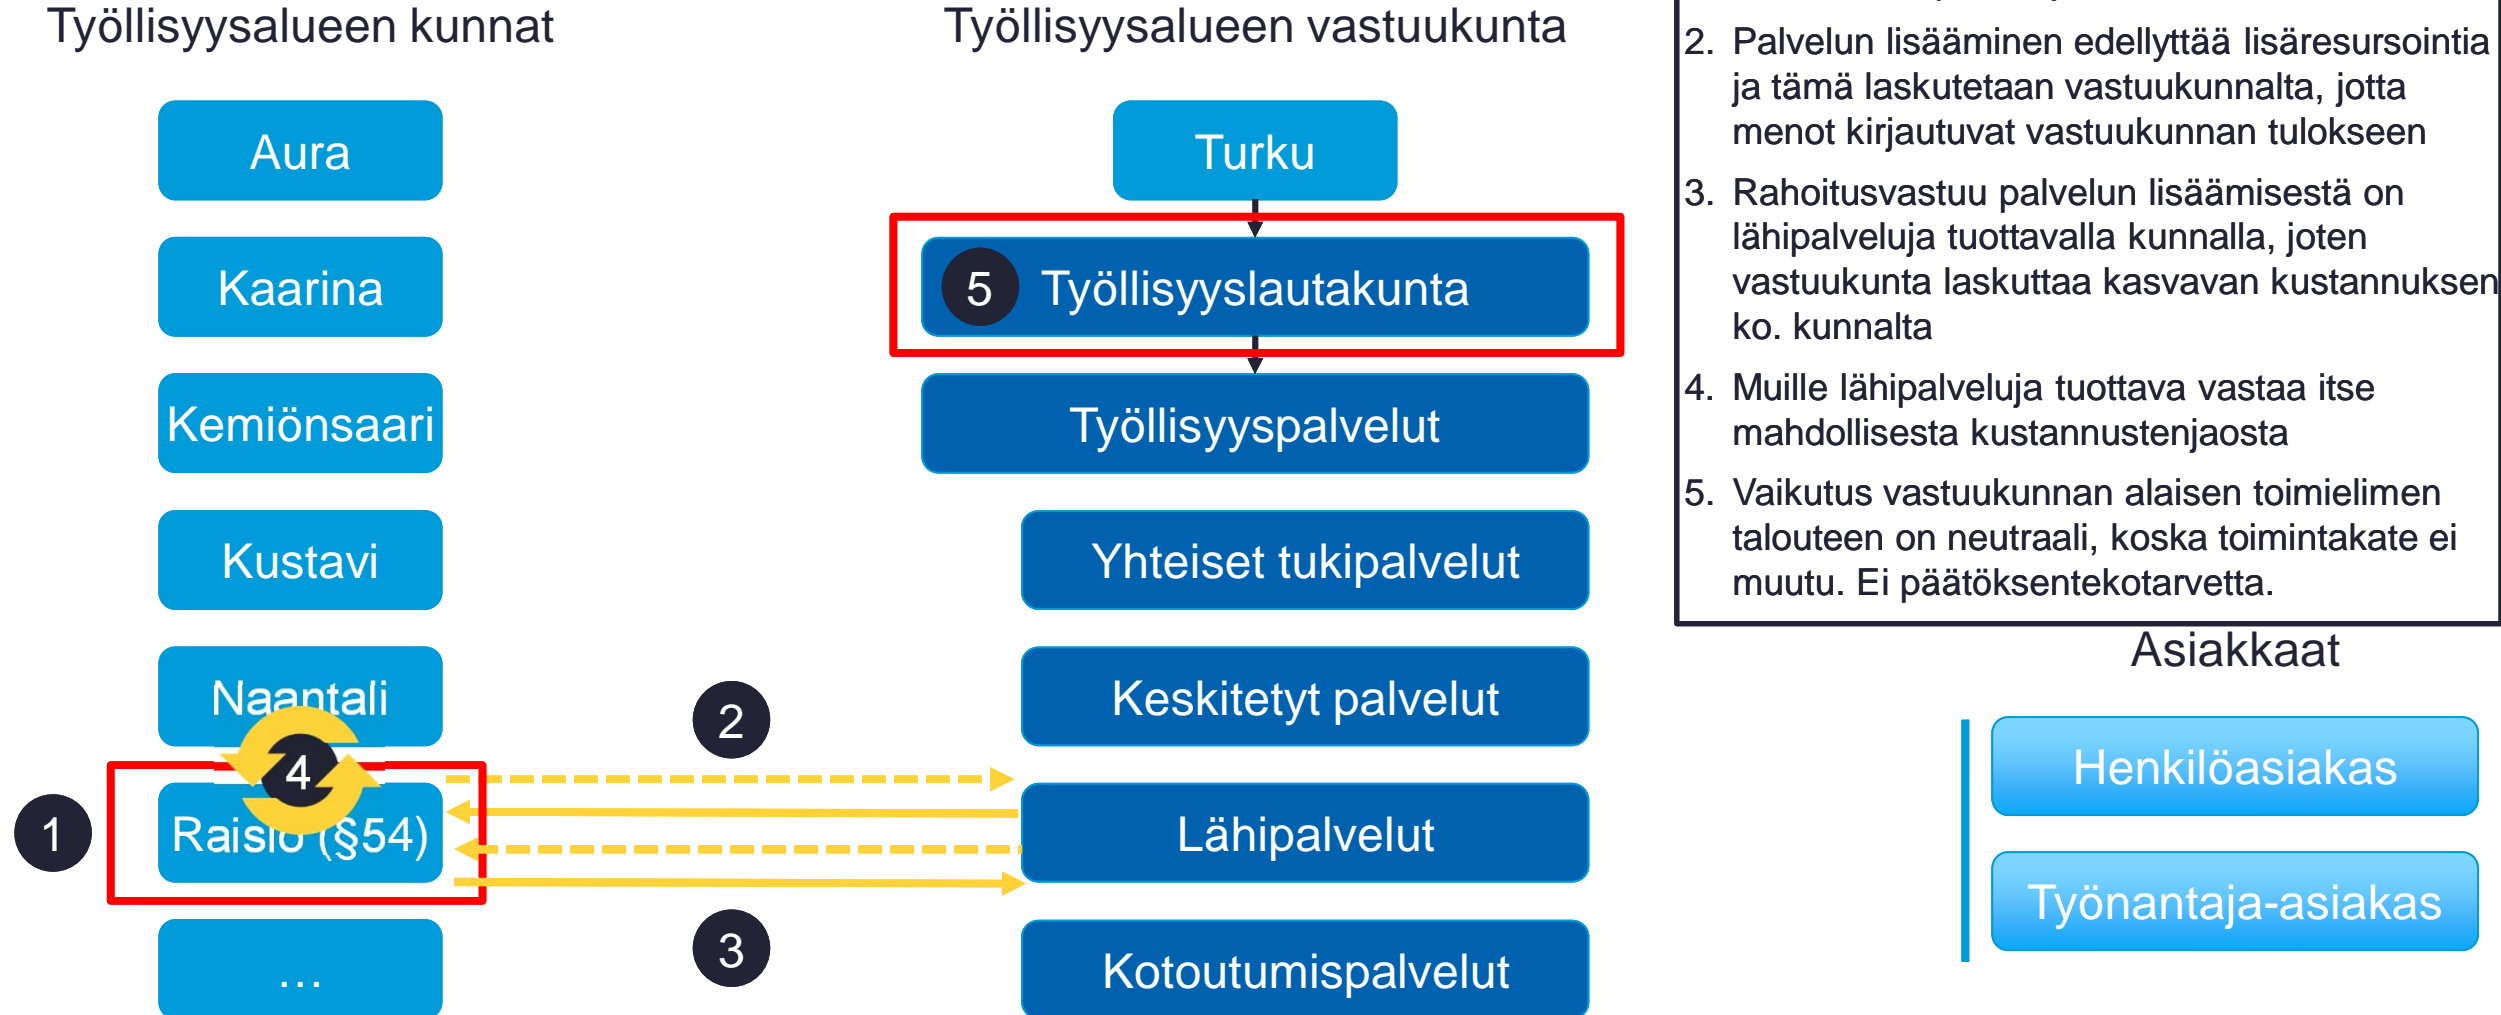 Työllisyysalueen kunnat
Aura
Kaarina
Kemiönsaari
Kustavi
Naantali
4
1
Raisio (§54)
...
2
3
Työllisyysalueen vastuukunta
Turku
5
Työllisyyslautakunta
Työllisyyspalvelut
Yhteiset tukipalvelut
Keskitetyt palvelut
Lähipalvelut
Kotoutumispalvelut
2. Palvelun lisääminen edellyttää lisäresursointia
ja tämä laskutetaan vastuukunnalta, jotta
menot kirjautuvat vastuukunnan tulokseen
3. Rahoitusvastuu palvelun lisäämisestä on
lähipalveluja tuottavalla kunnalla, joten
vastuukunta laskuttaa kasvavan kustannuksen
ko. kunnalta
4. Muille lähipalveluja tuottava vastaa itse
mahdollisesta kustannustenjaosta
5. Vaikutus vastuukunnan alaisen toimielimen
talouteen on neutraali, koska toimintakate ei
muutu. Ei päätöksentekotarvetta.
Asiakkaat
Henkilöasiakas
Työnantaja-asiakas